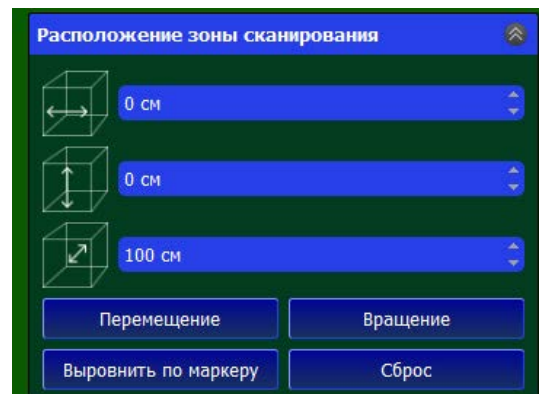 Расположение зоны сканирования
0 см
0 см
100 см
Перемещение Вращение
Выровнить по маркеру Сброс